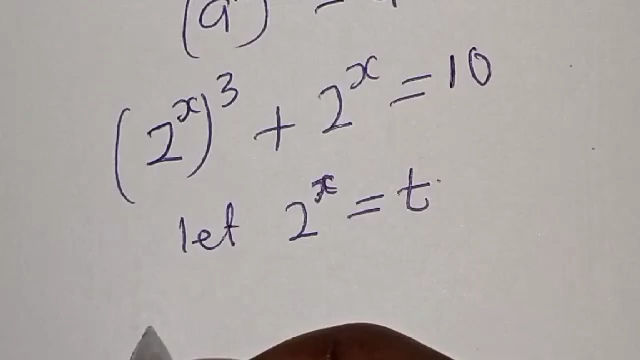 (2^x)^3 + 2^x = 10
let 2^x = t